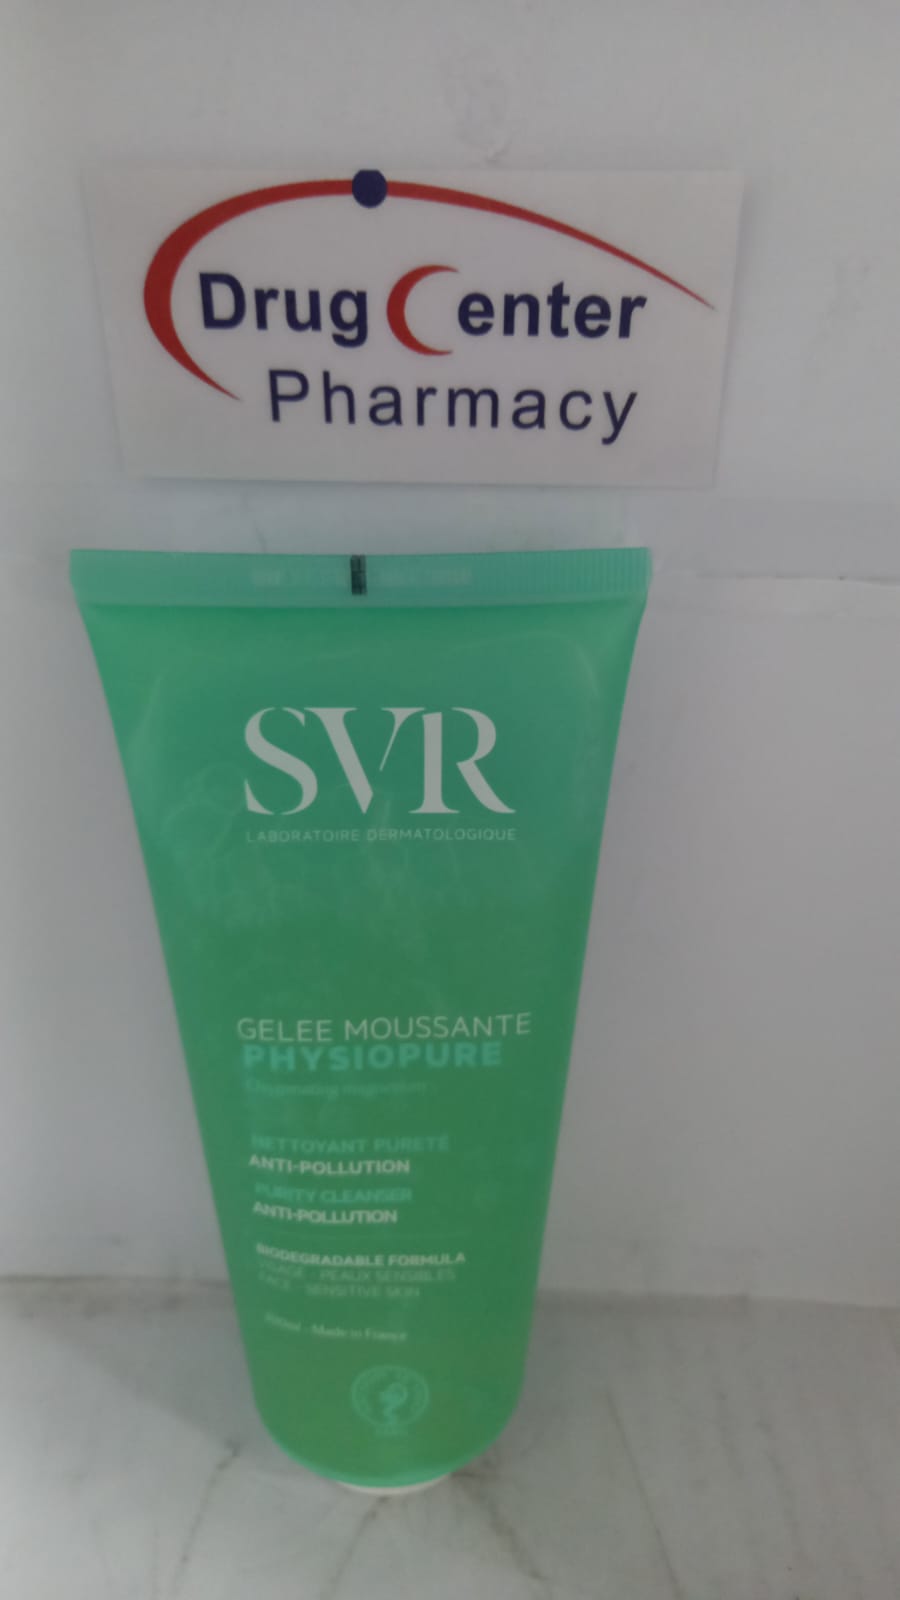 Drug Center
Pharmacy
SVR
LABORATOIRE DERMATOLOGIQUE
GELEE MOUSSANTE
PHYSIOPURE
NETTOYANT PURETÉ
ANTI-POLLUTION
PURITY CLEANSER
ANTI-POLLUTION
BIODEGRADABLE FORMULA
VISAGE PEAUX SENSIBLES
FACE SENSITIVE SKIN
Made in France